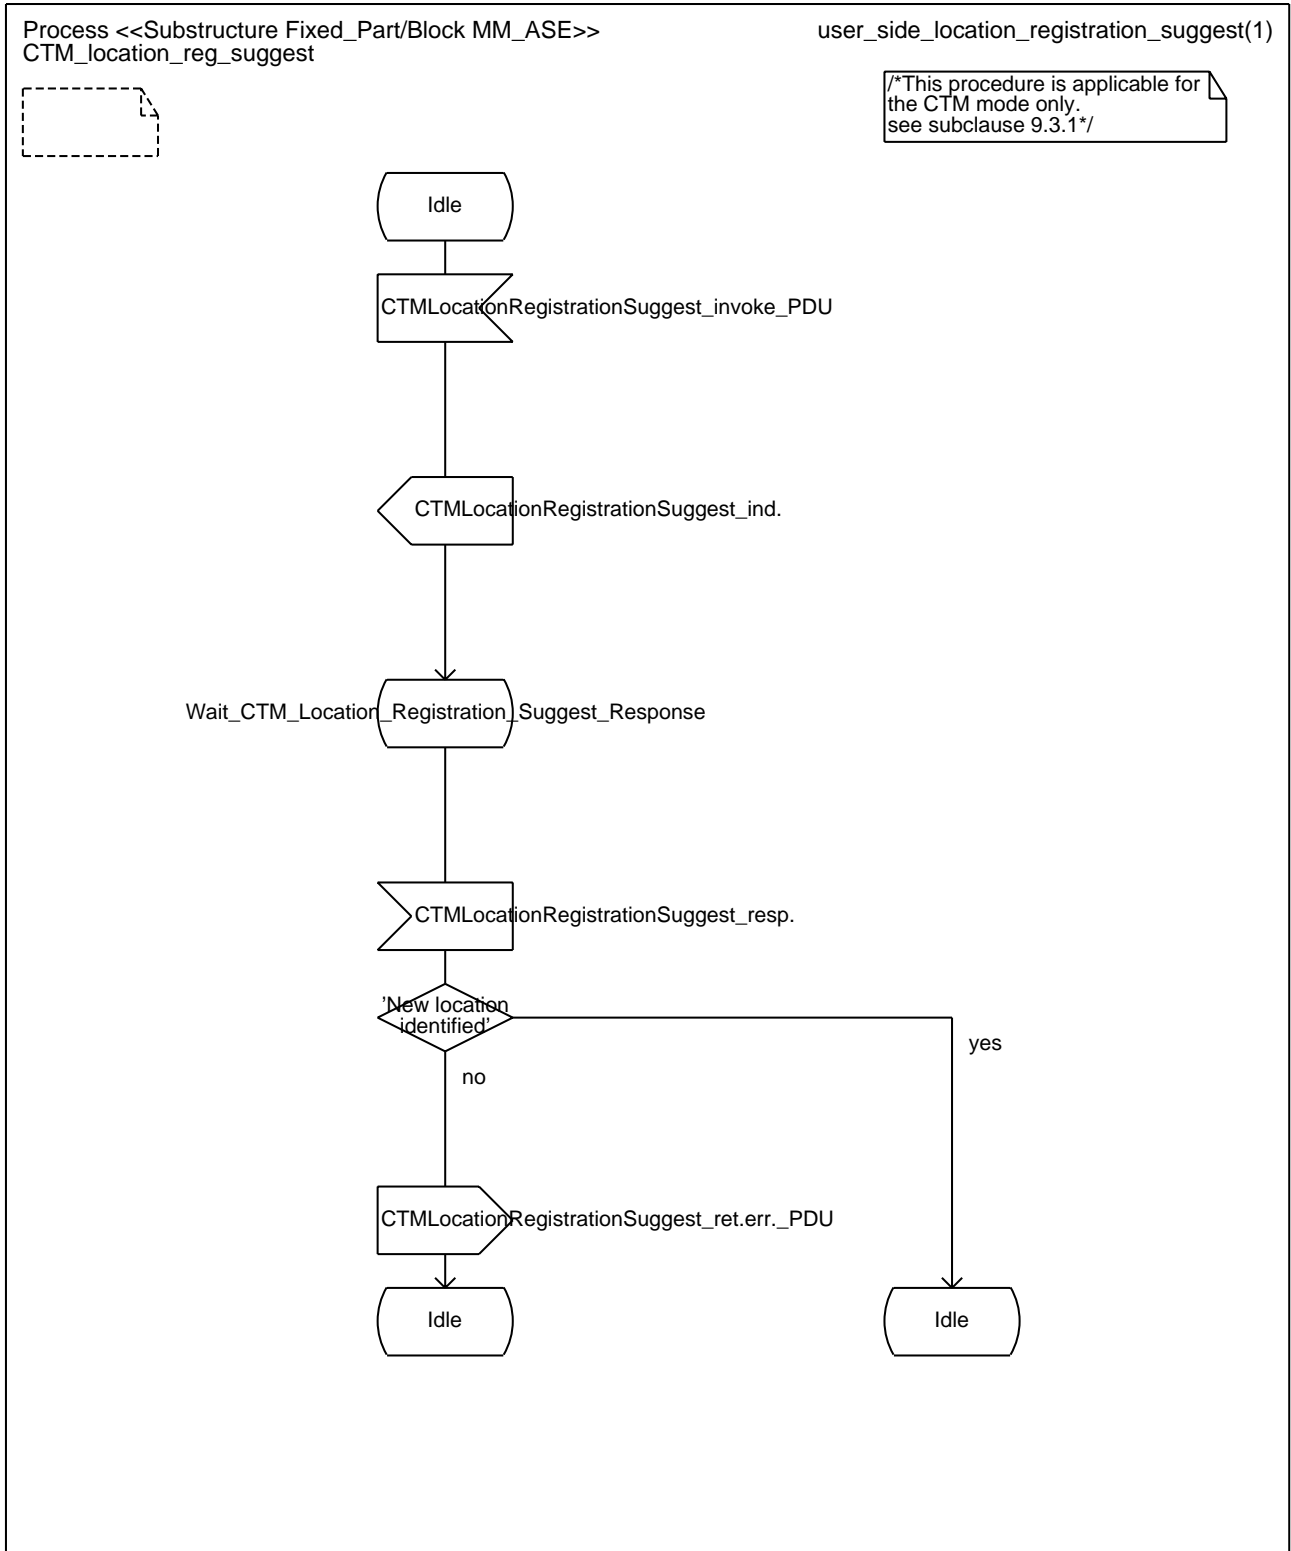 Process <<Substructure Fixed_Part/Block MM_ASE>>
CTM_location_reg_suggest
user_side_location_registration_suggest(1)
/*This procedure is applicable for
the CTM mode only.
see subclause 9.3.1*/
Idle
CTMLocationRegistrationSuggest_invoke_PDU
CTMLocationRegistrationSuggest_ind.
Wait_CTM_Location_Registration_Suggest_Response
CTMLocationRegistrationSuggest_resp.
’New location
identified’
yes
no
CTMLocationRegistrationSuggest_ret.err._PDU
Idle
Idle